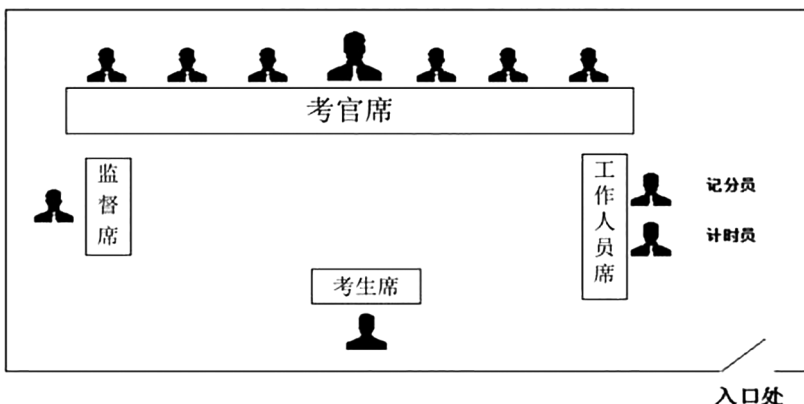 考官席
监督席
工作人员席
记分员
计时员
考生席
入口处